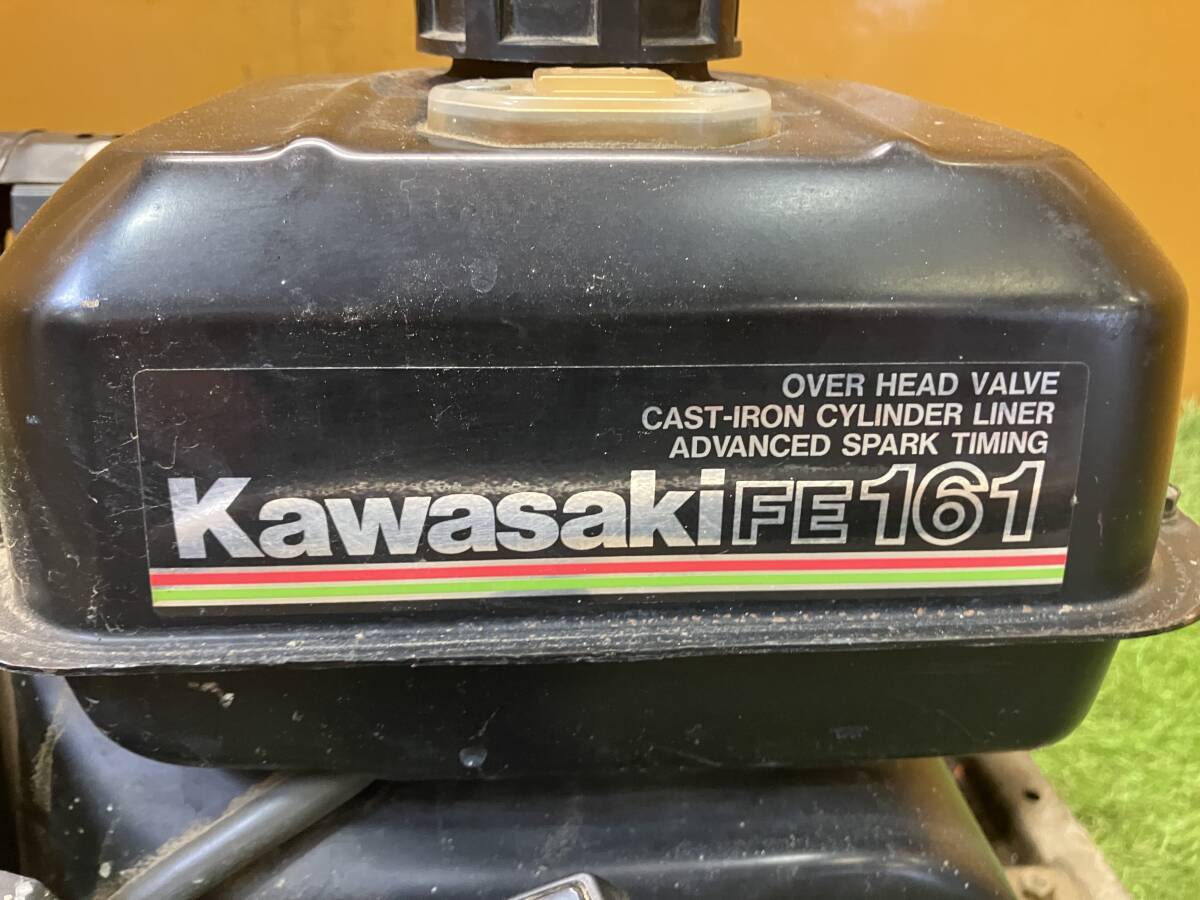 OVER HEAD VALVE
CAST-IRON CYLINDER LINER
ADVANCED SPARK TIMING
Kawasaki FE161